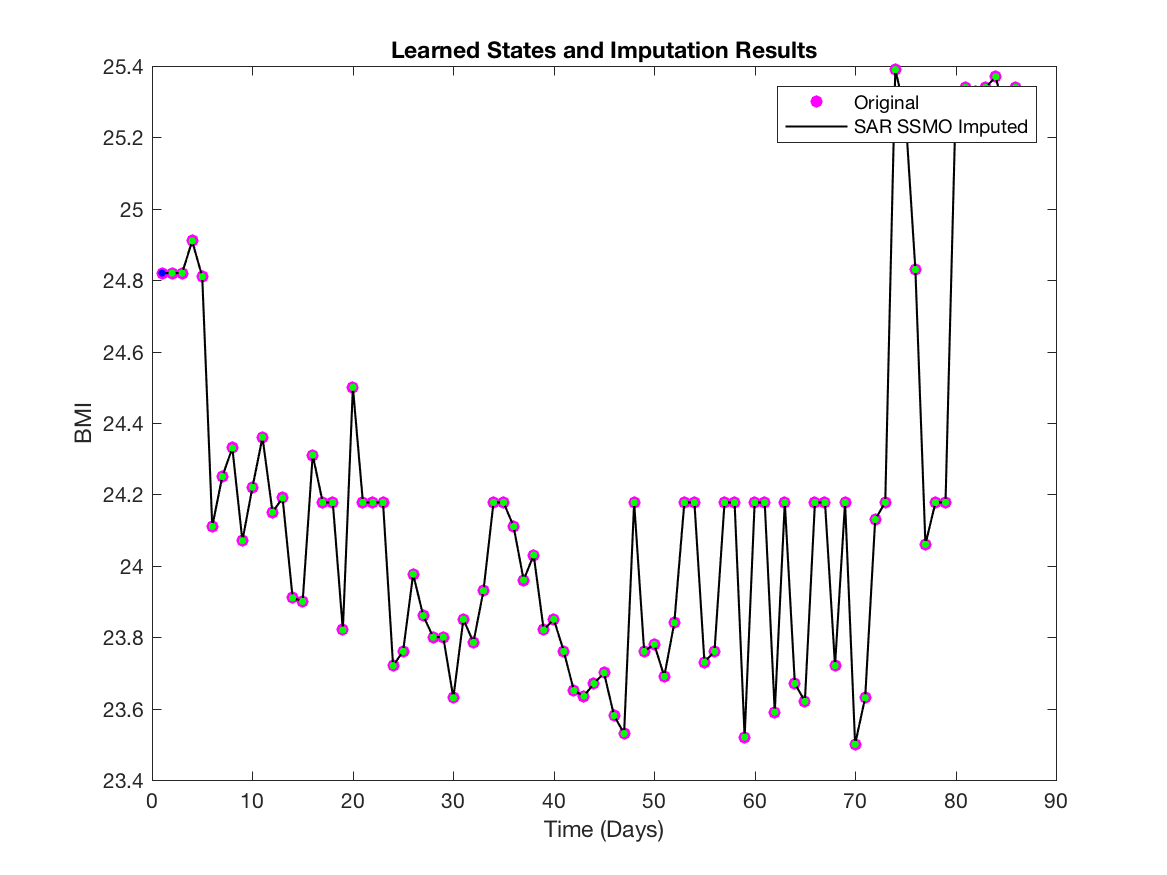 Learned States and Imputation Results
25.4
25.2
25
24.8
24.6
24.4
24.2
24
23.8
23.6
23.4
BMI
Original
SAR SSMO Imputed
0 10 20 30 40 50 60 70 80 90
Time (Days)